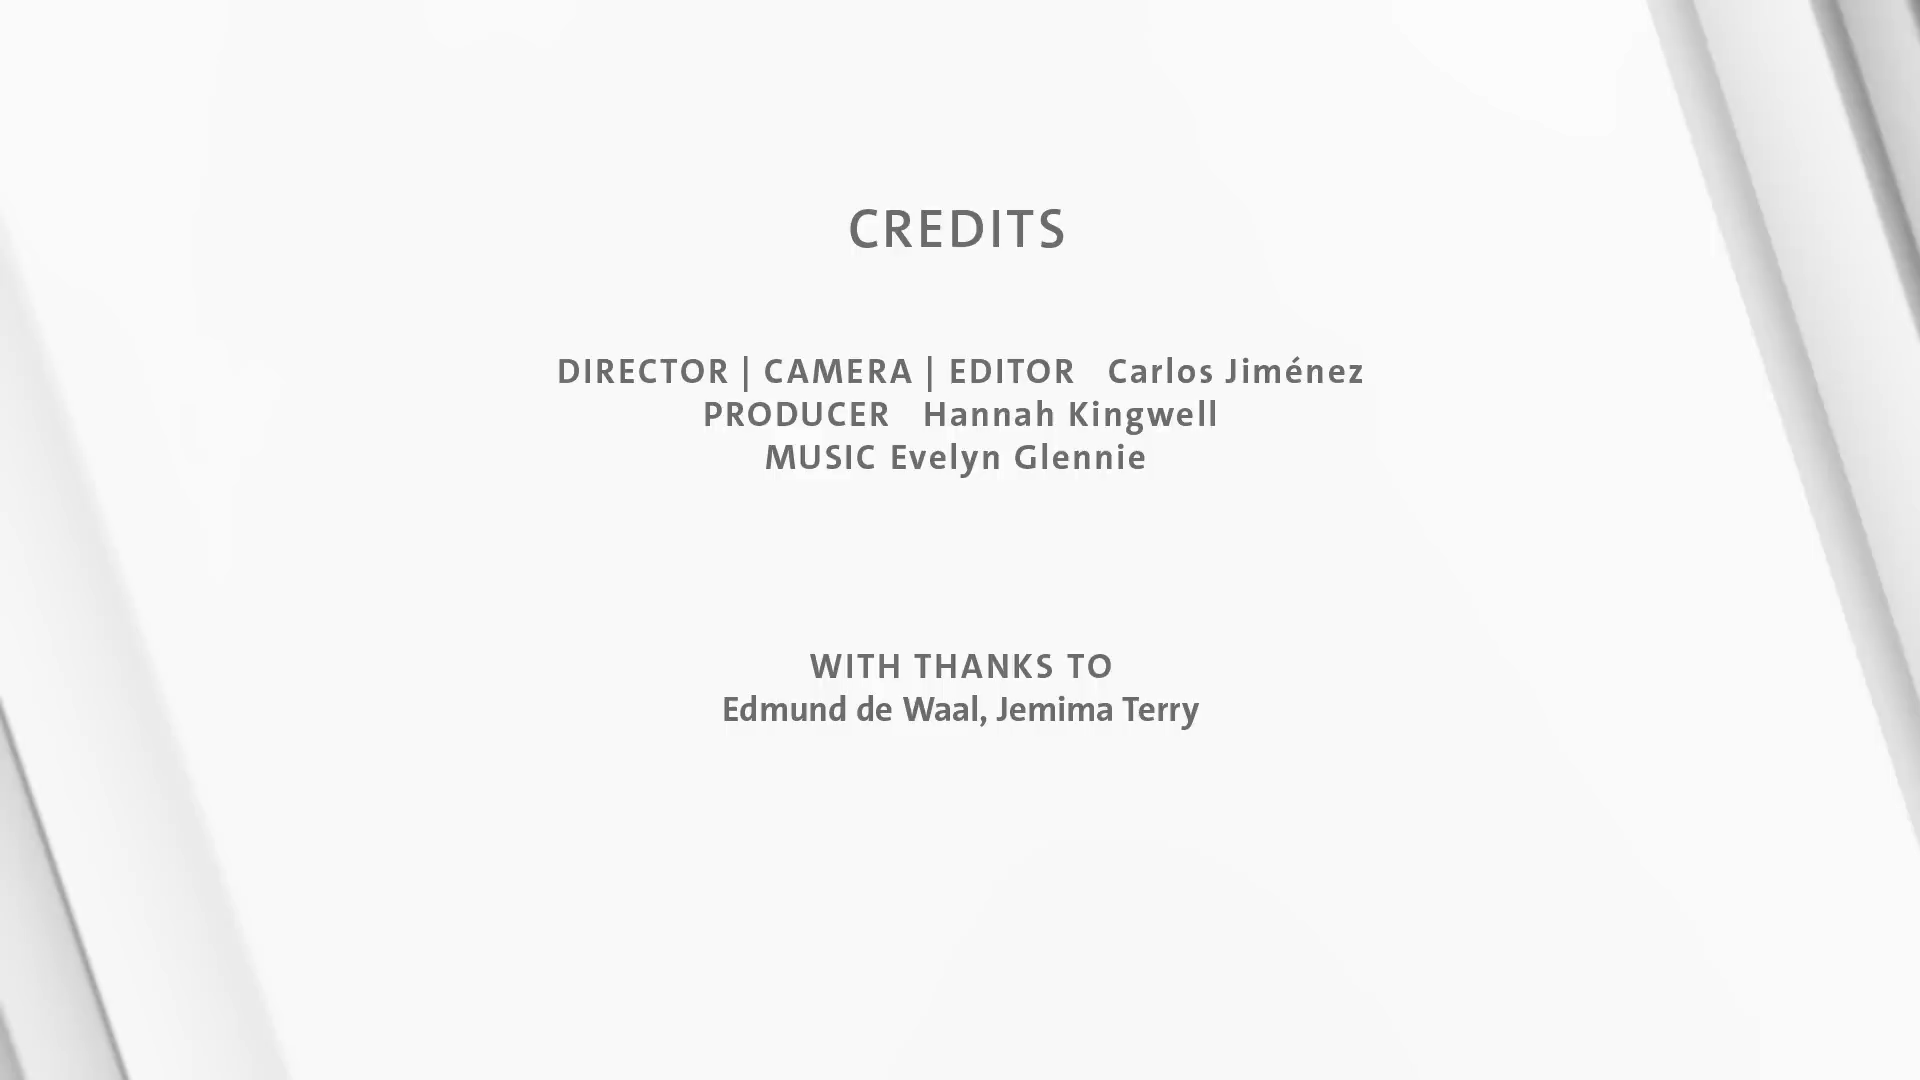 CREDITS
DIRECTOR | CAMERA | EDITOR Carlos Jiménez
PRODUCER Hannah Kingwell
MUSIC Evelyn Glennie
WITH THANKS TO
Edmund de Waal, Jemima Terry